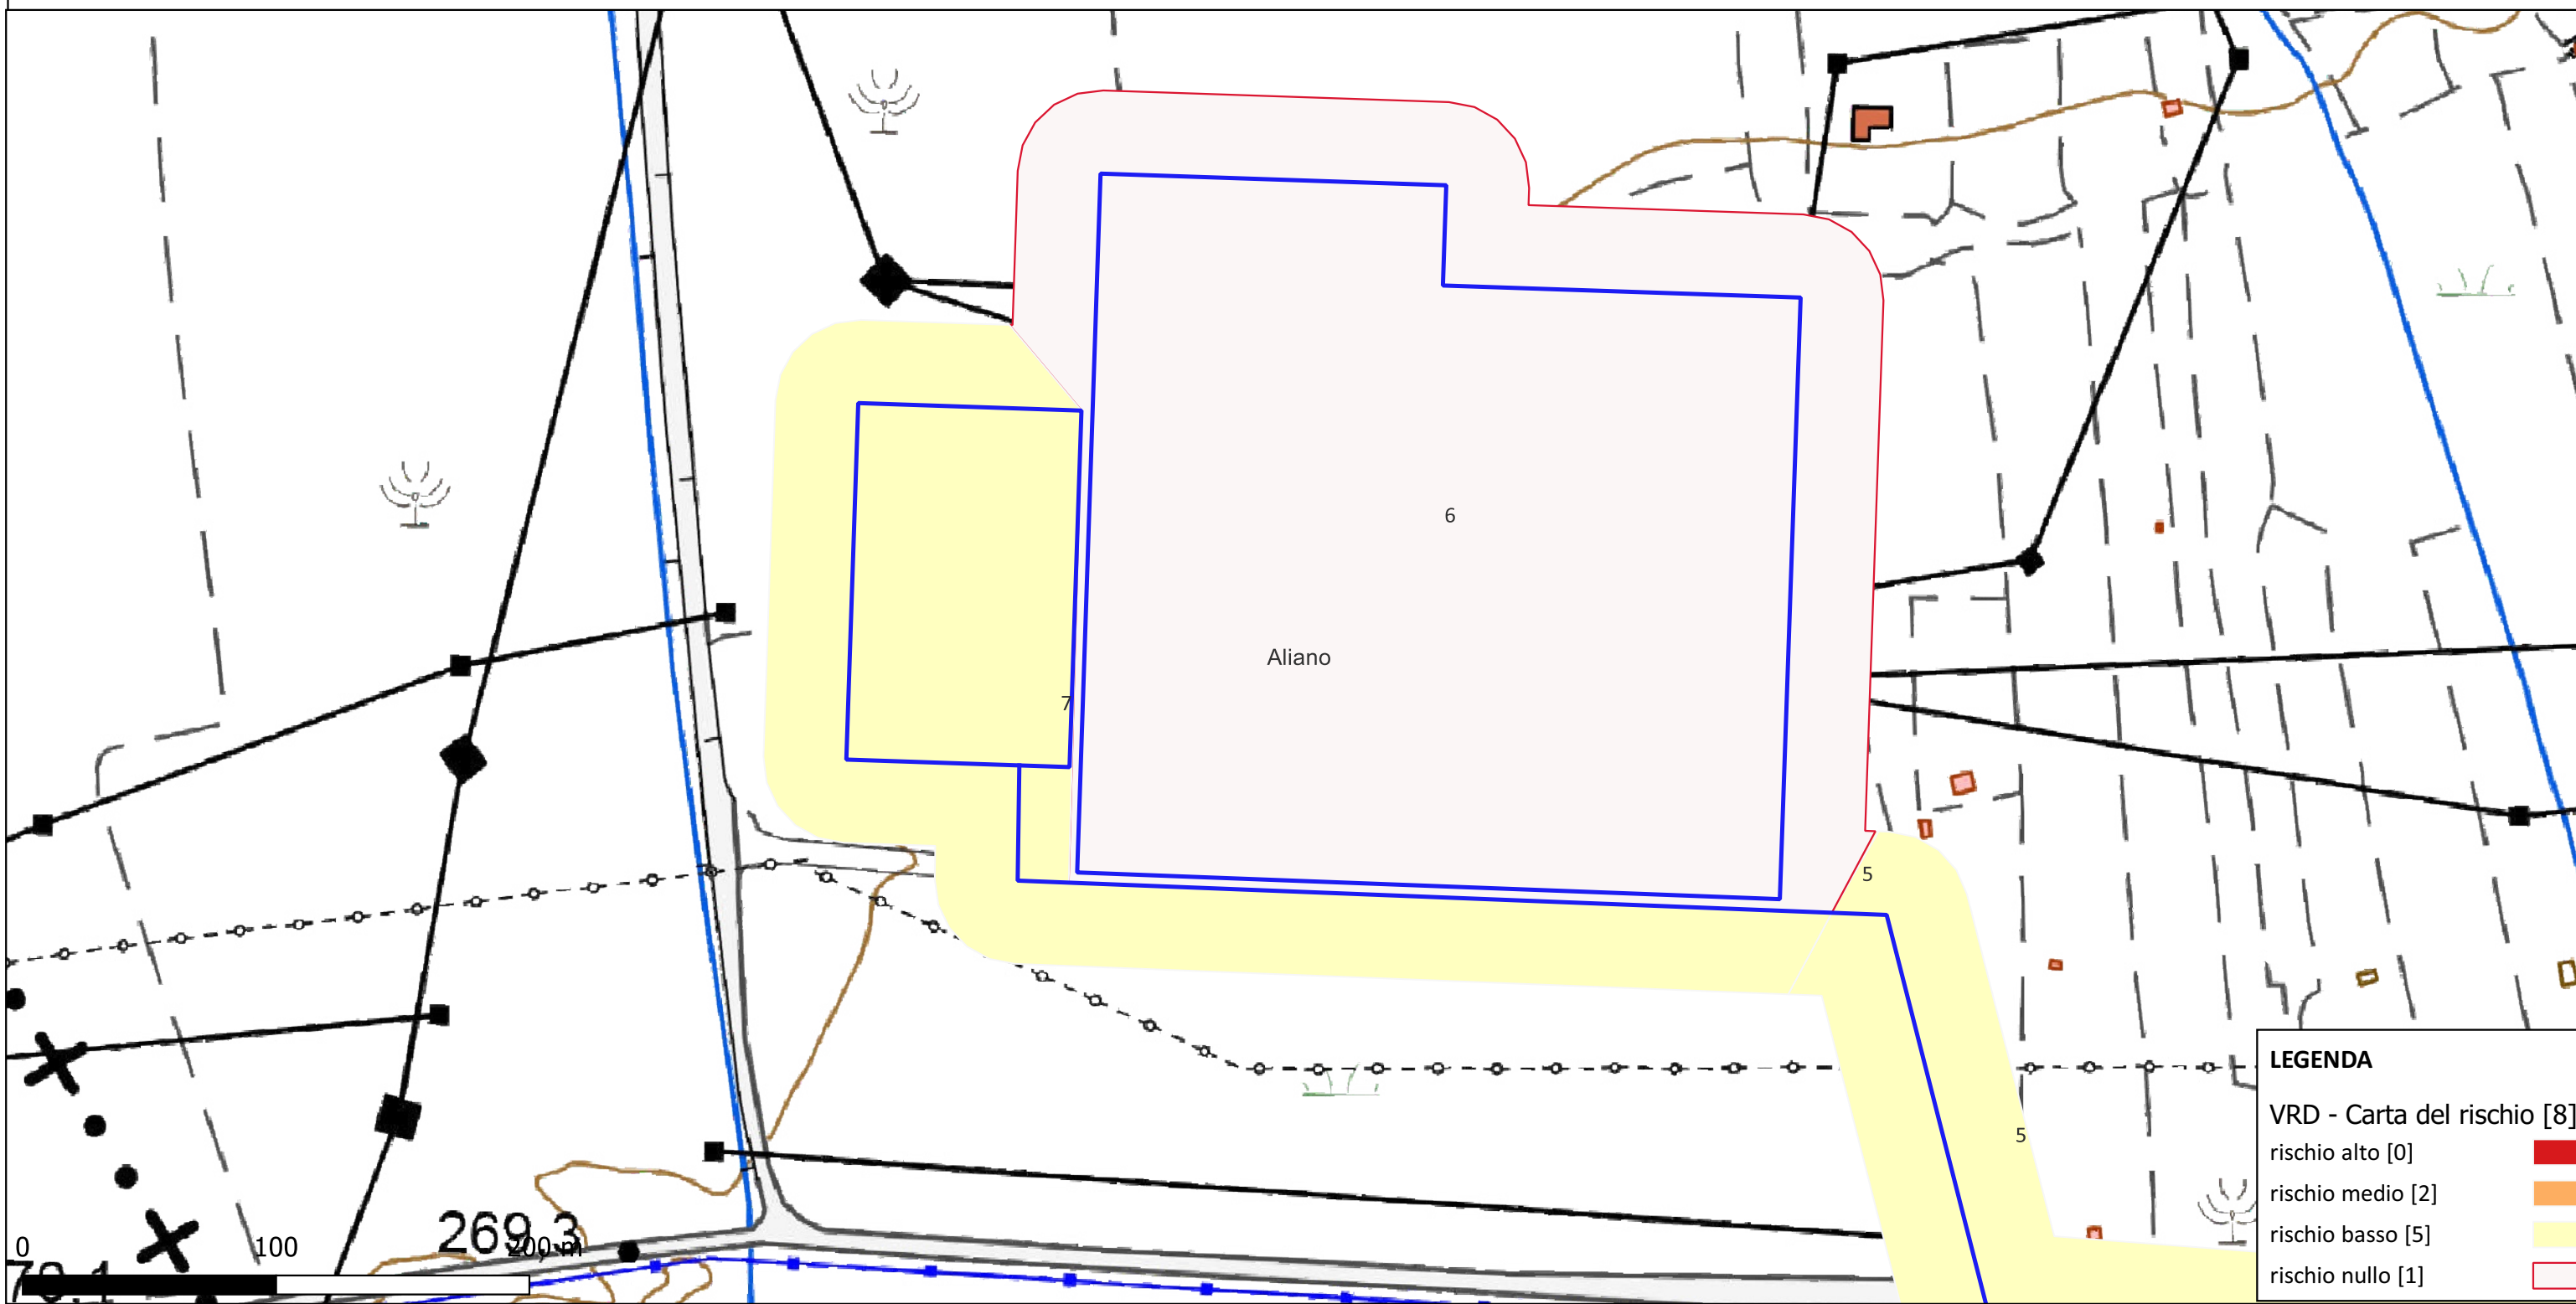 6
Aliano
7
5
5
LEGENDA
VRD - Carta del rischio [8]
rischio alto [0]
rischio medio [2]
rischio basso [5]
rischio nullo [1]
269.3
0 100 200 m